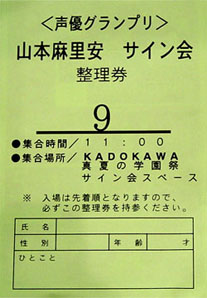 ＜声優グランプリ＞
山本麻里安　サイン会
整理券
9
●集合時間／１１：００
●集合場所／ＫＡＤＯＫＡＷＡ
真夏の学園祭
サイン会スペース
※　入場は先着順となりますので、
必ずこの整理券を持参ください。
氏名
性別　年齢　才
ひとこと